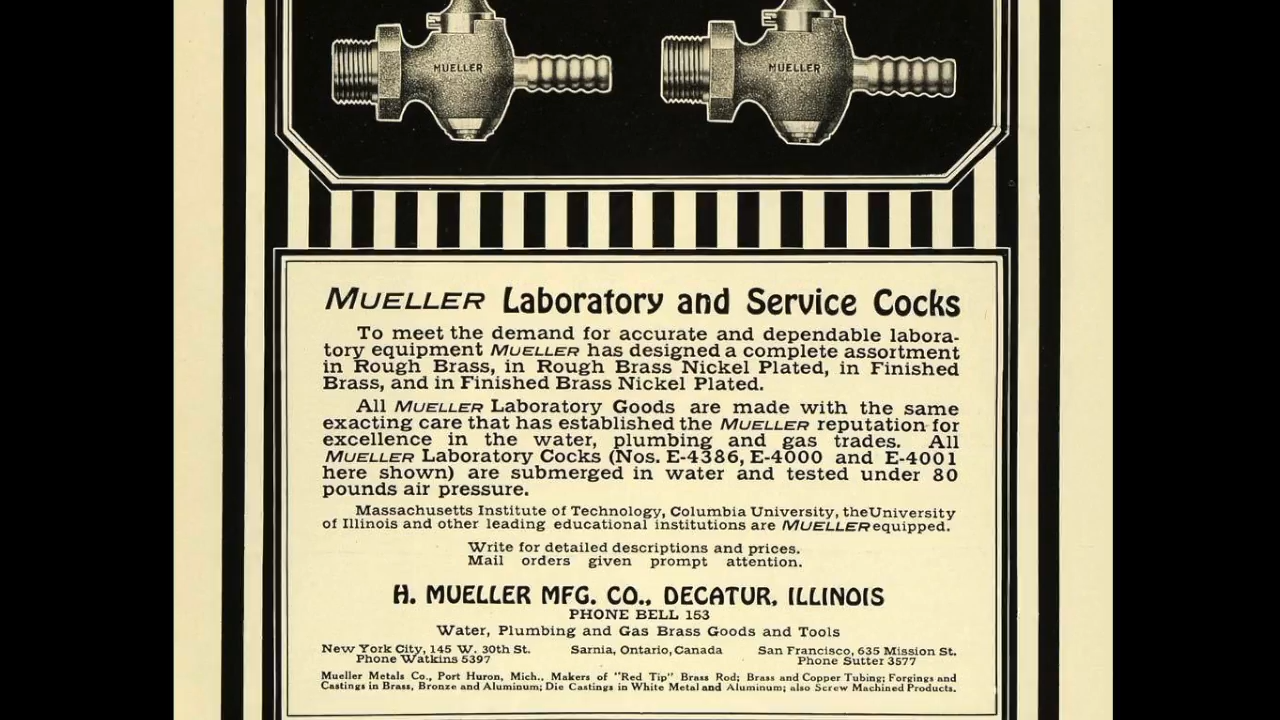 MUELLER MUELLER
MUELLER Laboratory and Service Cocks
To meet the demand for accurate and dependable labora-
tory equipment MUELLER has designed a complete assortment
in Rough Brass, in Rough Brass Nickel Plated, in Finished
Brass, and in Finished Brass Nickel Plated.
All MUELLER Laboratory Goods are made with the same
exacting care that has established the MUELLER reputation for
excellence in the water, plumbing and gas trades. All
MUELLER Laboratory Cocks (Nos. E-4386, E-4000 and E-4001
here shown) are submerged in water and tested under 80
pounds air pressure.
Massachusetts Institute of Technology, Columbia University, theUniversity
of Illinois and other leading educational institutions are MUELLER equipped.
Write for detailed descriptions and prices.
Mail orders given prompt attention.
H. MUELLER MFG. CO., DECATUR, ILLINOIS
PHONE BELL 153
Water, Plumbing and Gas Brass Goods and Tools
New York City, 145 W. 30th St. Sarnia, Ontario, Canada San Francisco, 635 Mission St.
Phone Watkins 5397 Phone Sutter 3577
Mueller Metals Co., Port Huron, Mich., Makers of "Red Tip" Brass Rod; Brass and Copper Tubing; Forgings and
Castings in Brass, Bronze and Aluminum; Die Castings in White Metal and Aluminum; also Screw Machined Products.